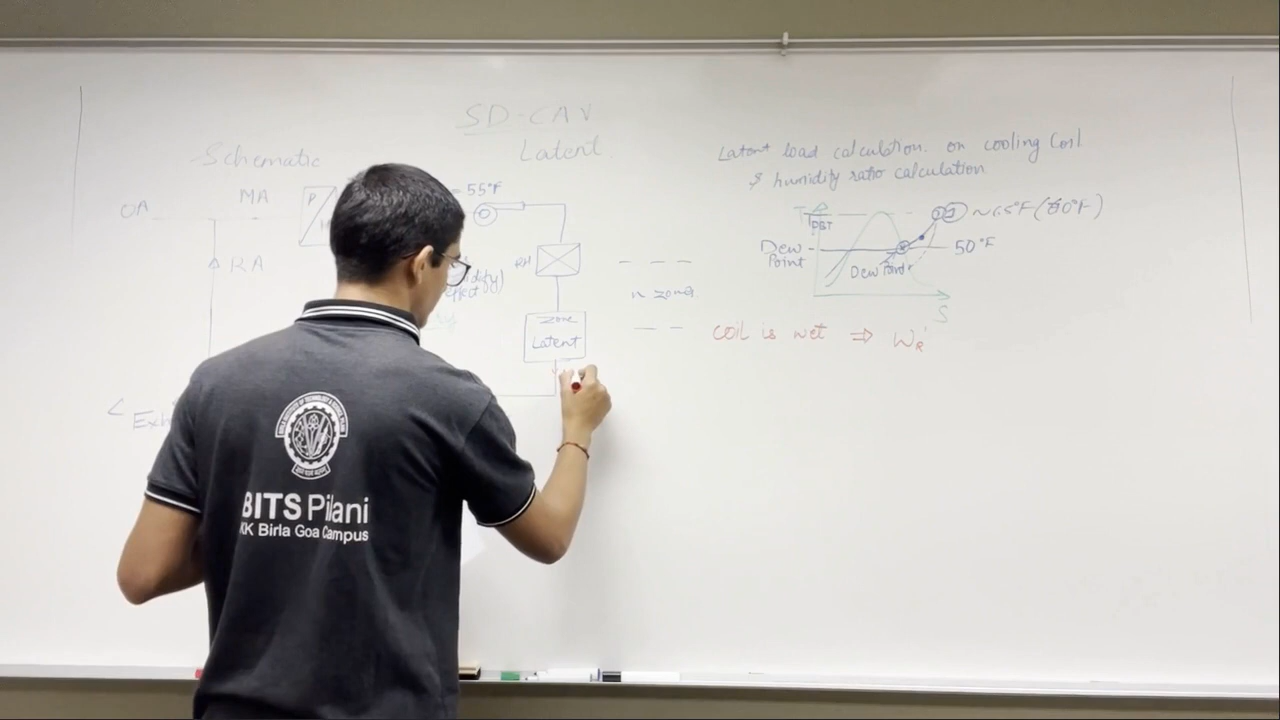 SD-CAV
Latent
Schematic
OA
MA
P
= 55°F
RA
RH
Zone
Latent
n zones
Latent load calculation on cooling coil
& humidity ratio calculation
T
DBT
~65°F
50°F
Dew
Point
Dew Point
S
coil is wet ⇒ W'R
BITS Pilani
KK Birla Goa Campus